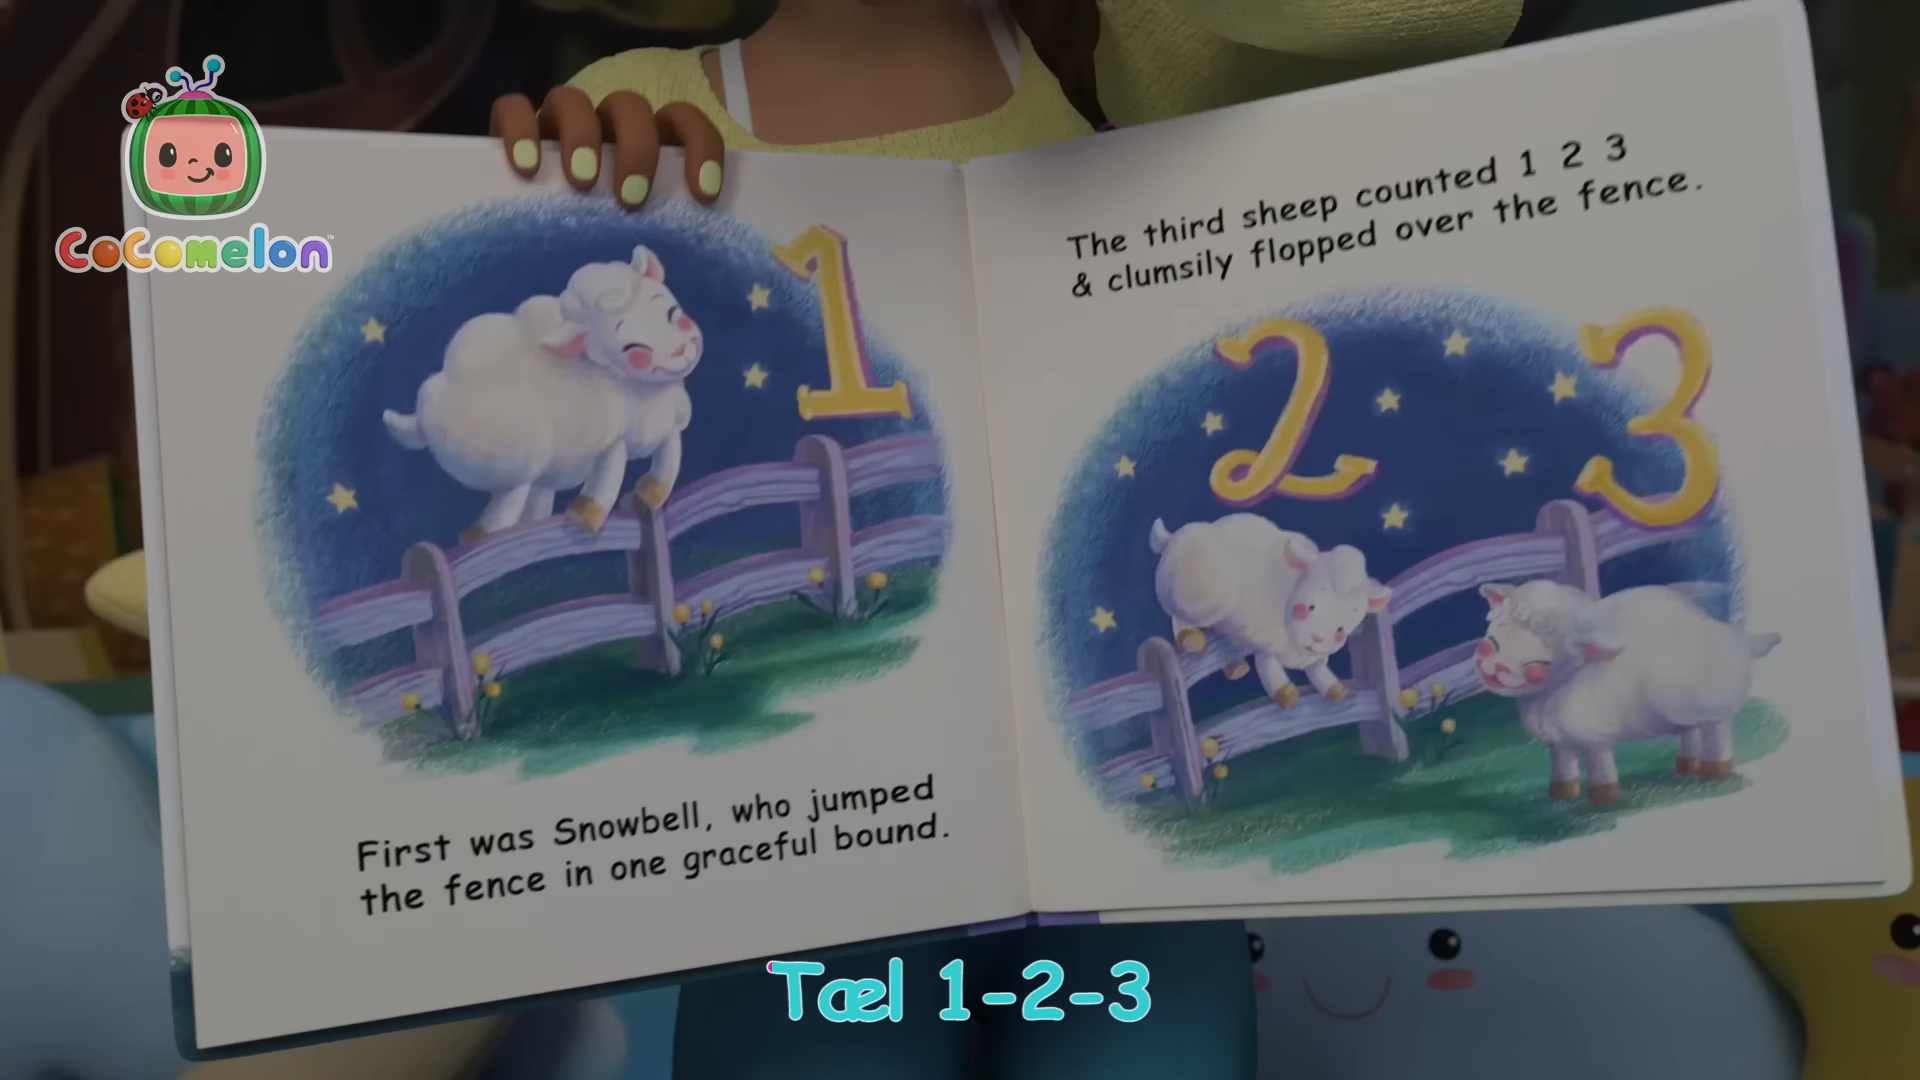 CoComelon™
1
First was Snowbell, who jumped
the fence in one graceful bound.
The third sheep counted 1 2 3
& clumsily flopped over the fence.
2 3
Tæl 1-2-3